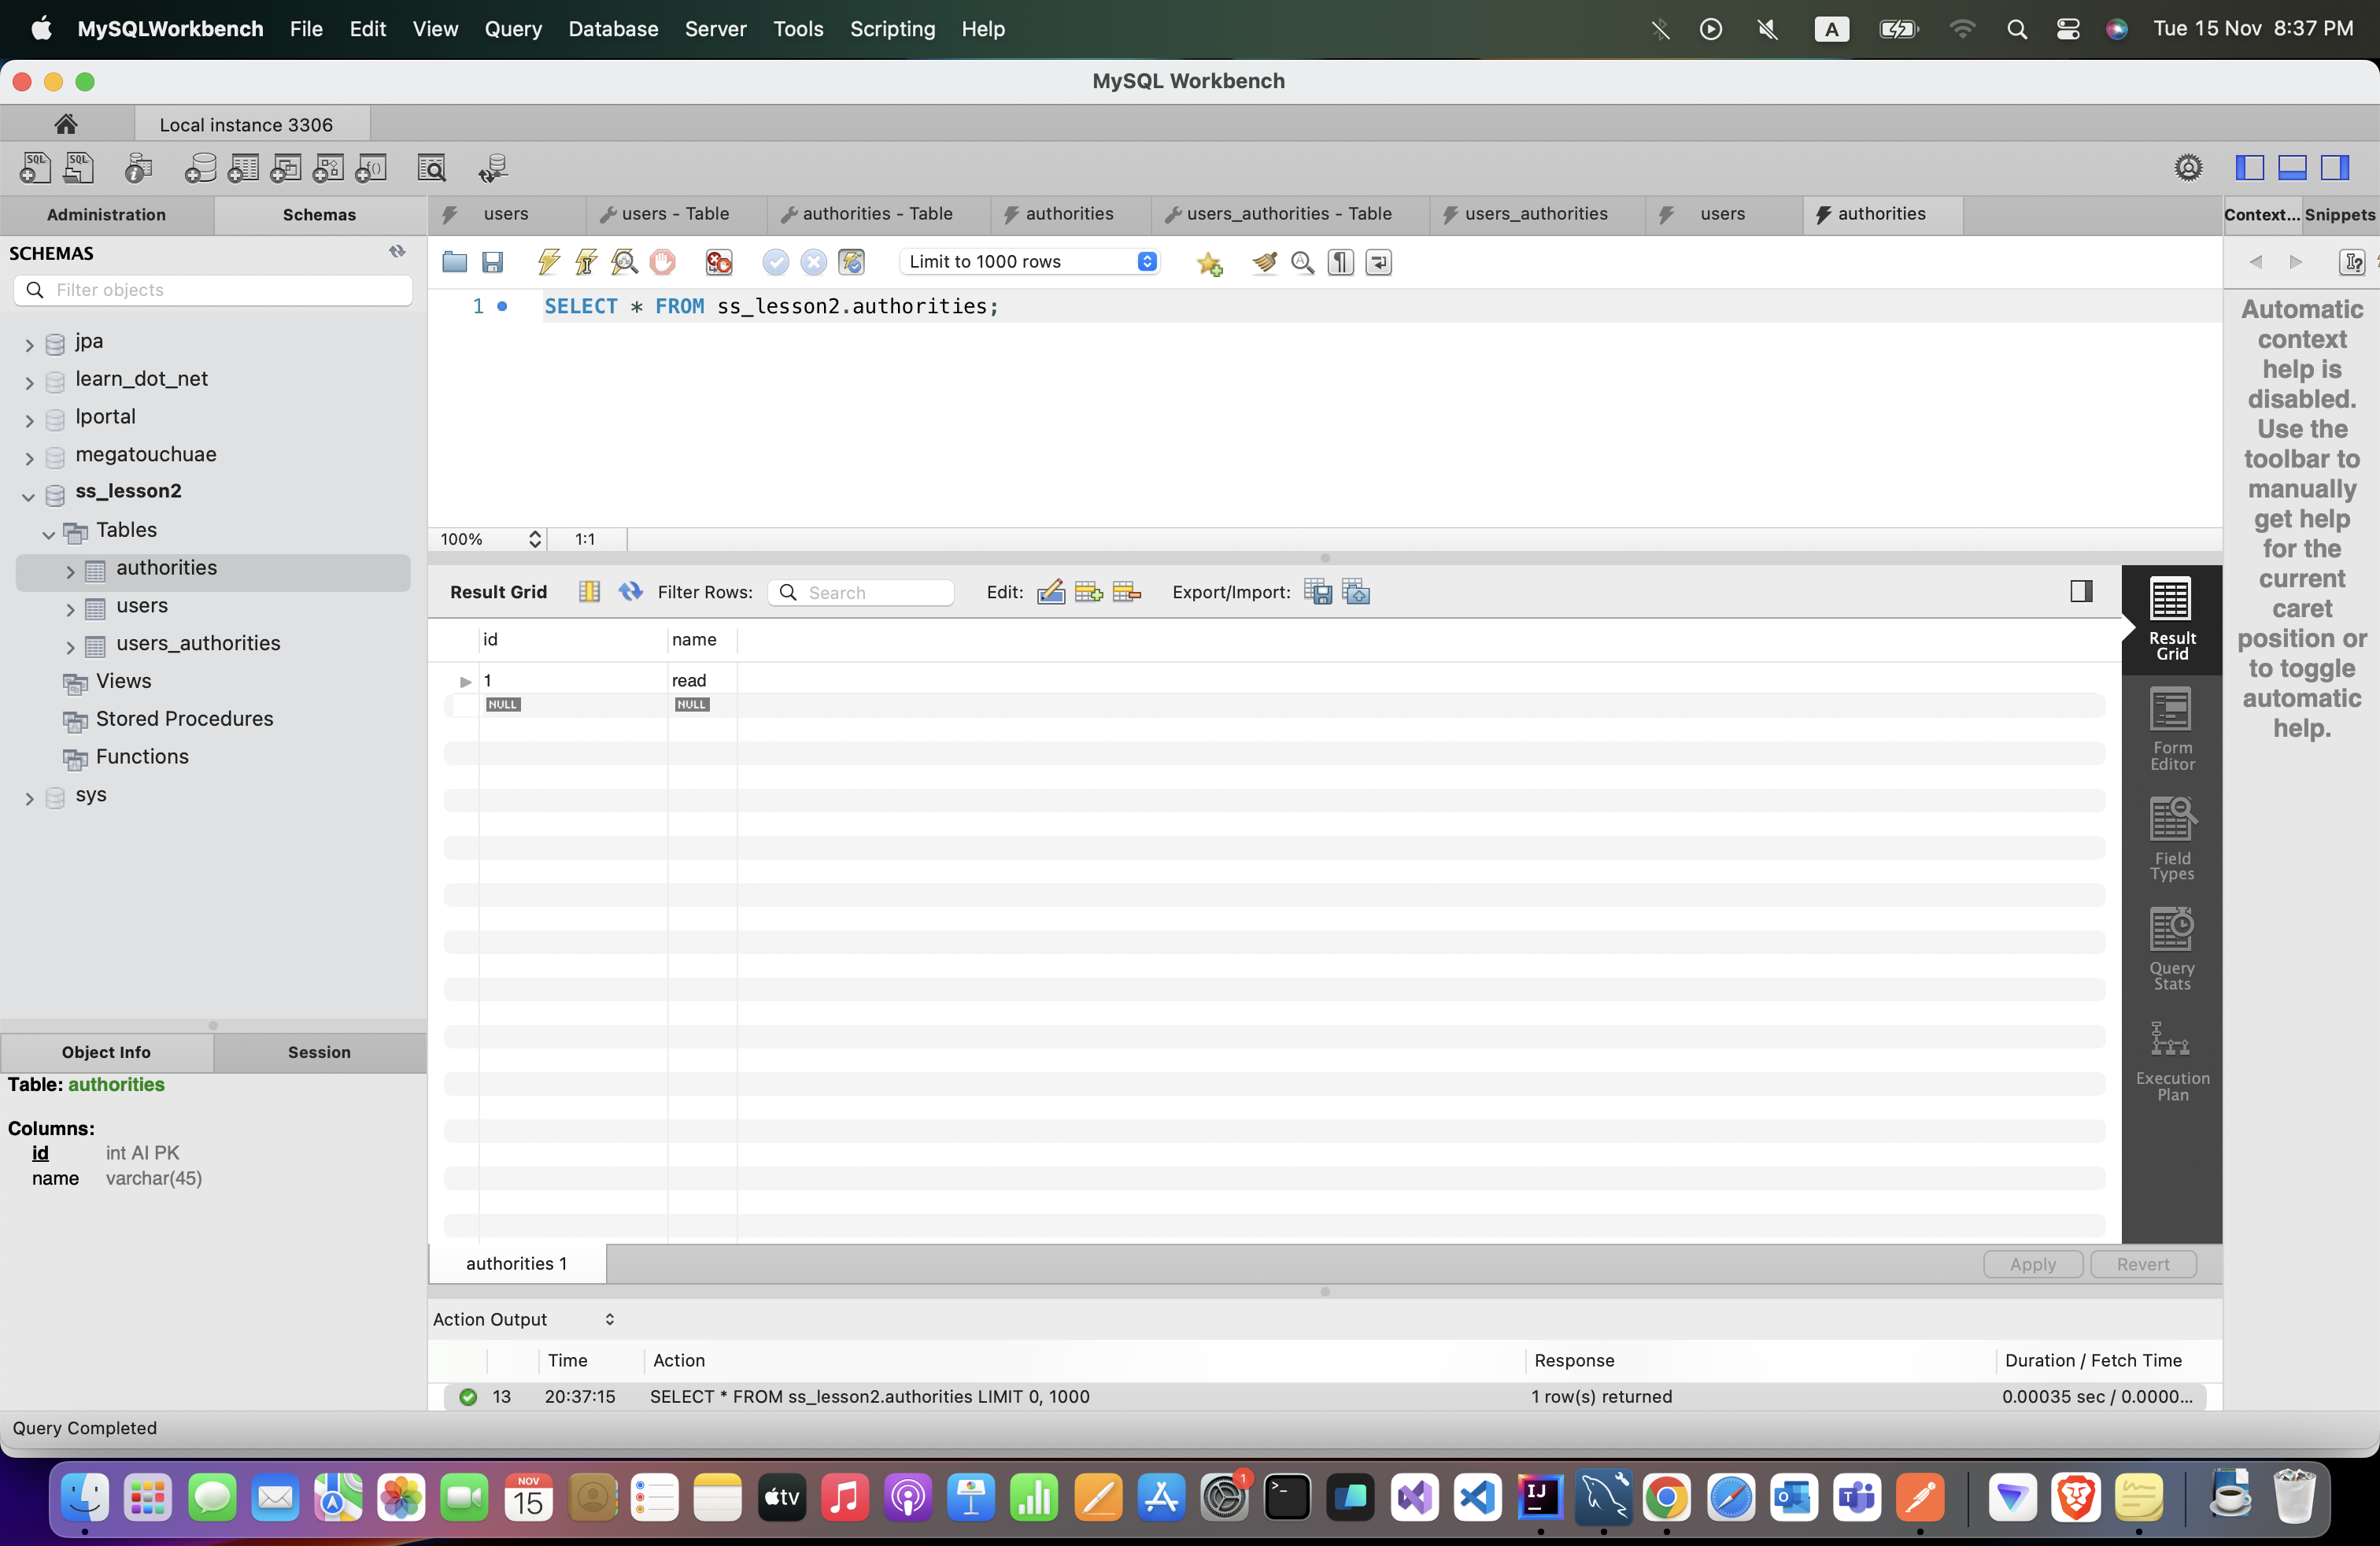 MySQLWorkbench File Edit View Query Database Server Tools Scripting Help A Tue 15 Nov 8:37 PM
MySQL Workbench
Local instance 3306
SQL SQL
Administration Schemas
users users - Table authorities - Table authorities users_authorities - Table users_authorities users authorities
Context... Snippets
SCHEMAS
Filter objects
Limit to 1000 rows
1 SELECT * FROM ss_lesson2.authorities;
jpa
learn_dot_net
lportal
megatouchuae
ss_lesson2
Tables
authorities
users
users_authorities
Views
Stored Procedures
Functions
sys
100% 1:1
Result Grid Filter Rows: Search Edit: Export/Import:
id name
1 read
NULL NULL
Result
Grid
Form
Editor
Field
Types
Query
Stats
Execution
Plan
Automatic
context
help is
disabled.
Use the
toolbar to
manually
get help
for the
current
caret
position or
to toggle
automatic
help.
Object Info Session
Table: authorities
Columns:
id int AI PK
name varchar(45)
authorities 1 Apply Revert
Action Output
Time Action Response Duration / Fetch Time
13 20:37:15 SELECT * FROM ss_lesson2.authorities LIMIT 0, 1000 1 row(s) returned 0.00035 sec / 0.0000...
Query Completed
NOV
15
tv
1
IJ